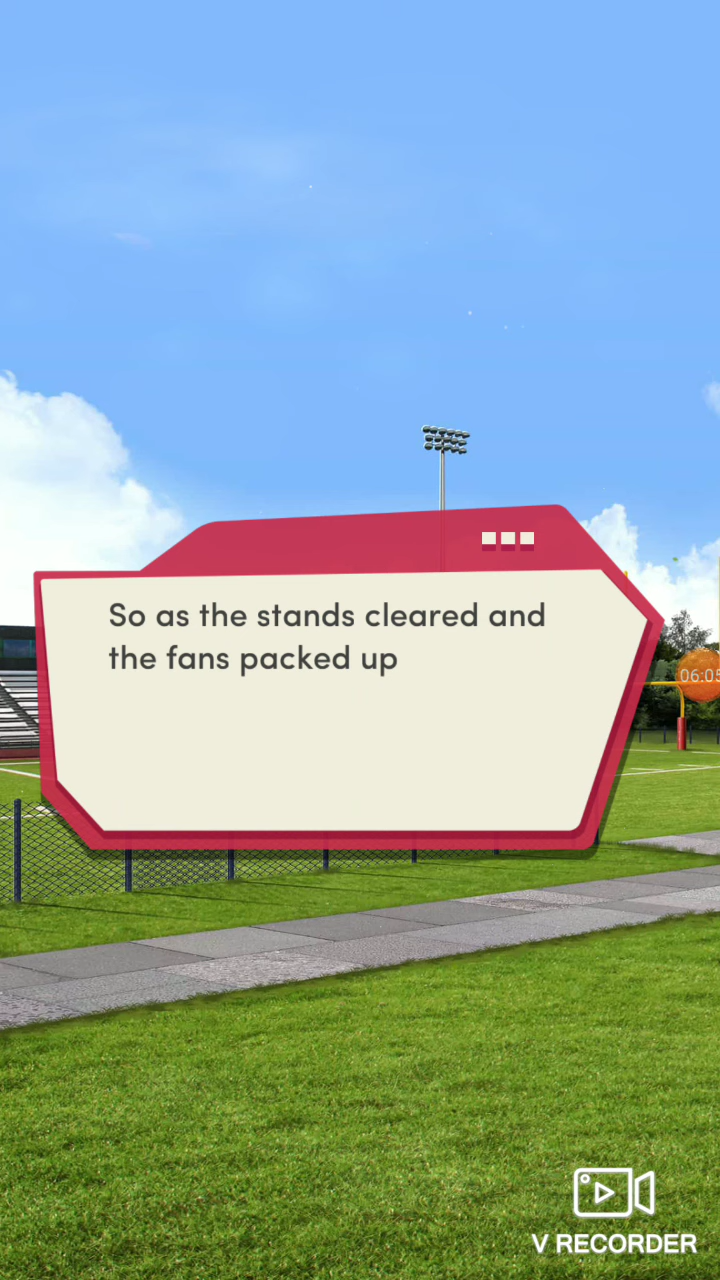 So as the stands cleared and
the fans packed up
06:05
V RECORDER